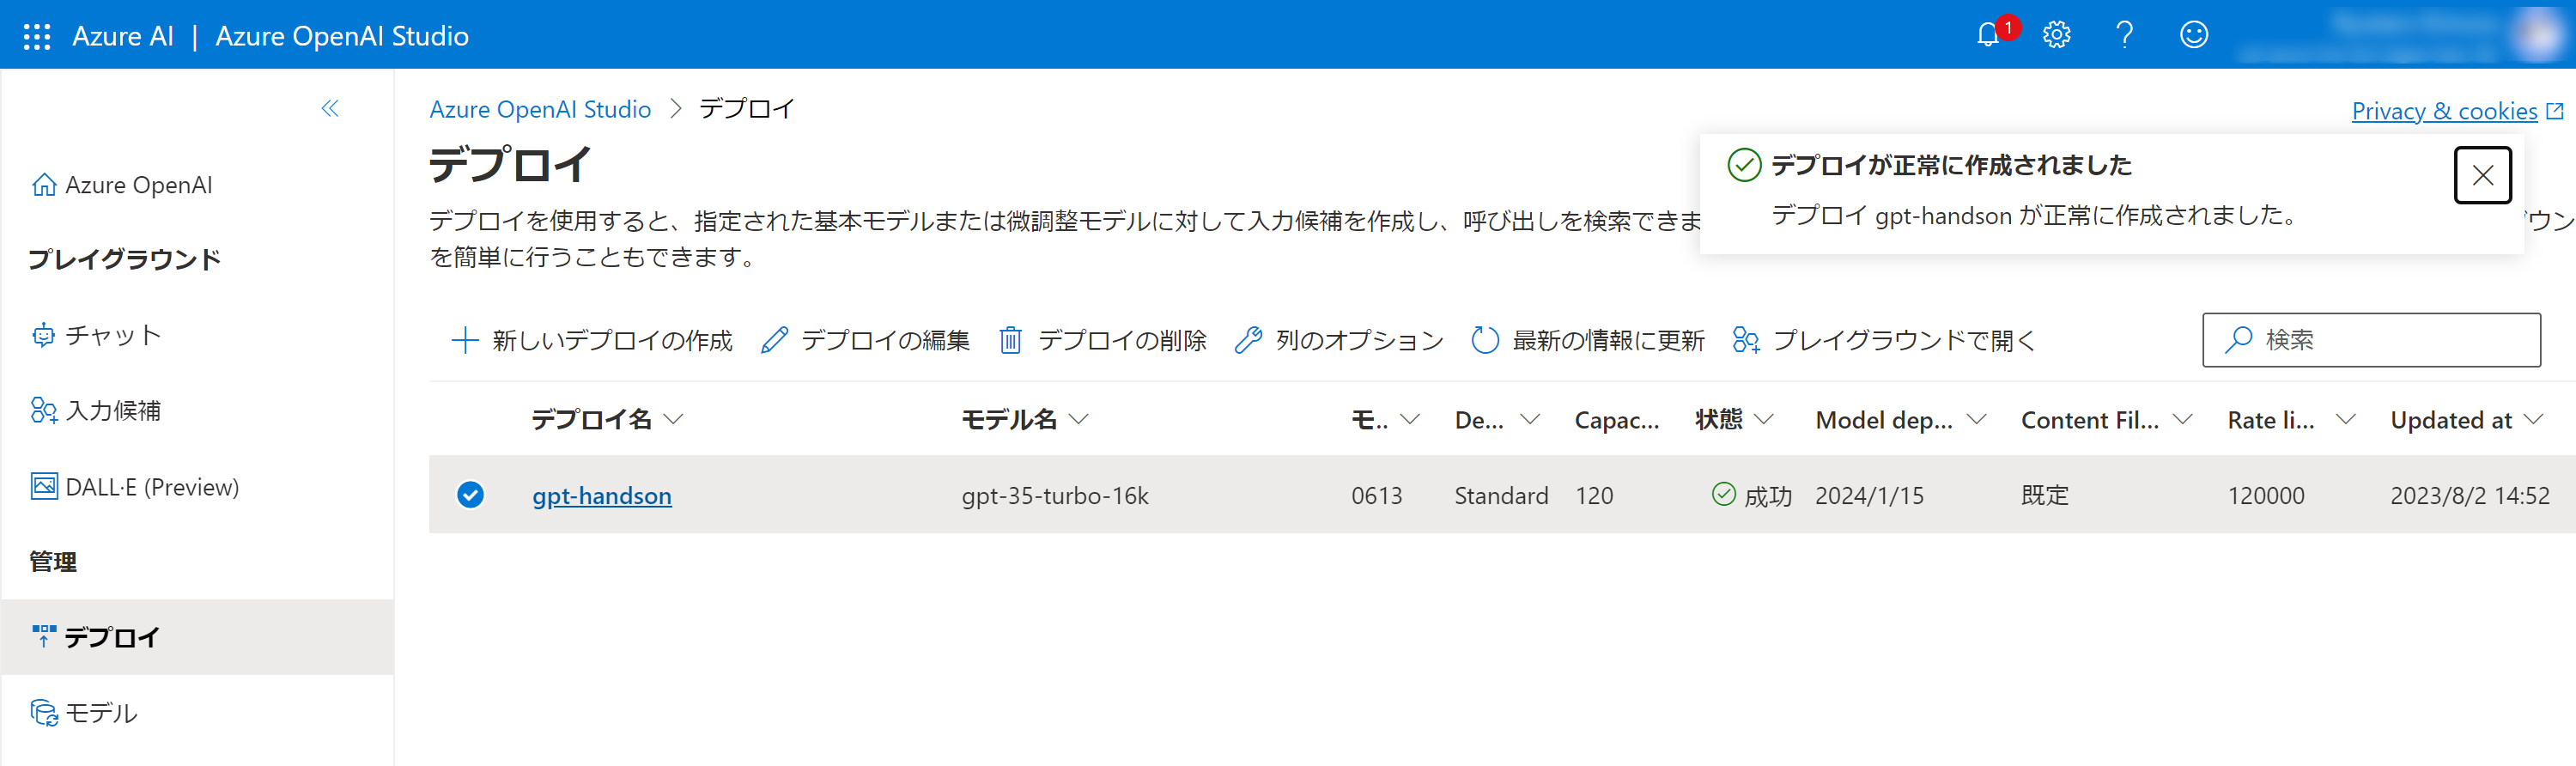 Azure AI | Azure OpenAI Studio
1
Azure OpenAI
プレイグラウンド
チャット
入力候補
DALL·E (Preview)
管理
デプロイ
モデル
Azure OpenAI Studio > デプロイ
Privacy & cookies
デプロイ
デプロイを使用すると、指定された基本モデルまたは微調整モデルに対して入力候補を作成し、呼び出しを検索できま
ウン
を簡単に行うこともできます。
デプロイが正常に作成されました
デプロイ gpt-handson が正常に作成されました。
新しいデプロイの作成 デプロイの編集 デプロイの削除 列のオプション 最新の情報に更新 プレイグラウンドで開く 検索
デプロイ名 モデル名 モ.. De... Capac... 状態 Model dep... Content Fil... Rate li... Updated at
gpt-handson gpt-35-turbo-16k 0613 Standard 120 成功 2024/1/15 既定 120000 2023/8/2 14:52